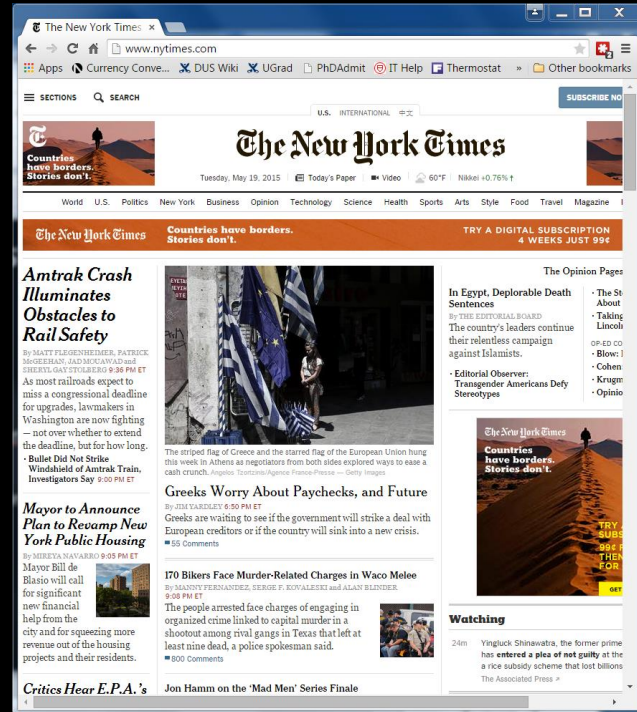 The New York Times
www.nytimes.com
Apps Currency Conve... DUS Wiki UGrad PhDAdmit IT Help Thermostat » Other bookmarks
SECTIONS SEARCH
SUBSCRIBE NO
U.S. INTERNATIONAL 中文
Countries
have borders.
Stories don't.
The New York Times
Tuesday, May 19, 2015 Today's Paper Video 60°F Nikkei +0.76% ↑
World U.S. Politics New York Business Opinion Technology Science Health Sports Arts Style Food Travel Magazine
The New York Times
Countries have borders.
Stories don't.
TRY A DIGITAL SUBSCRIPTION
4 WEEKS JUST 99¢
Amtrak Crash
Illuminates
Obstacles to
Rail Safety
By MATT FLEGENHEIMER, PATRICK
McGEEHAN, JAD MOUAWAD and
SHERYL GAY STOLBERG 9:36 PM ET
As most railroads expect to
miss a congressional deadline
for upgrades, lawmakers in
Washington are now fighting
— not over whether to extend
the deadline, but for how long.
• Bullet Did Not Strike
Windshield of Amtrak Train,
Investigators Say 9:00 PM ET
Mayor to Announce
Plan to Revamp New
York Public Housing
By MIREYA NAVARRO 9:05 PM ET
Mayor Bill de
Blasio will call
for significant
new financial
help from the
city and for squeezing more
revenue out of the housing
projects and their residents.
Critics Hear E.P.A.'s
The striped flag of Greece and the starred flag of the European Union hung
this week in Athens as negotiators from both sides explored ways to ease a
cash crunch. Angelos Tzortzinis/Agence France-Presse — Getty Images
Greeks Worry About Paychecks, and Future
By JIM YARDLEY 6:50 PM ET
Greeks are waiting to see if the government will strike a deal with
European creditors or if the country will sink into a new crisis.
55 Comments
170 Bikers Face Murder-Related Charges in Waco Melee
By MANNY FERNANDEZ, SERGE F. KOVALESKI and ALAN BLINDER
9:08 PM ET
The people arrested face charges of engaging in
organized crime linked to capital murder in a
shootout among rival gangs in Texas that left at
least nine dead, a police spokesman said.
800 Comments
Jon Hamm on the 'Mad Men' Series Finale
The Opinion Pages
In Egypt, Deplorable Death
Sentences
By THE EDITORIAL BOARD
The country's leaders continue
their relentless campaign
against Islamists.
• Editorial Observer:
Transgender Americans Defy
Stereotypes
• The
About
• Taking
OP-ED
• Blow:
• Cohen
The New York Times
Countries
have borders.
Stories don't.
TRY
99¢
FOR
GET
Watching
24m
Yingluck Shinawatra, the former prime
has entered a plea of not guilty at the
a rice subsidy scheme that lost billions
The Associated Press